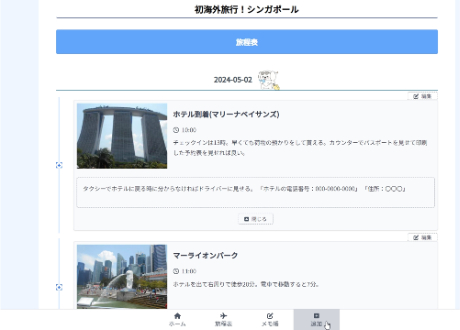 初海外旅行！シンガポール
旅程表
2024-05-02
編集
ホテル到着(マリーナベイサンズ)
10:00
チェックインは15時。早くても荷物の預かりをして貰える。カウンターでパスポートを見せて印刷
した予約表を見せれば良い。
タクシーでホテルに戻る時に分からなければドライバーに見せる。「ホテルの電話番号：000-0000-0000」「住所：〇〇〇」
閉じる
編集
マーライオンパーク
11:00
ホテルを出て右回りで徒歩20分。電車で移動すると7分。
ホーム
旅程表
メモ帳
追加